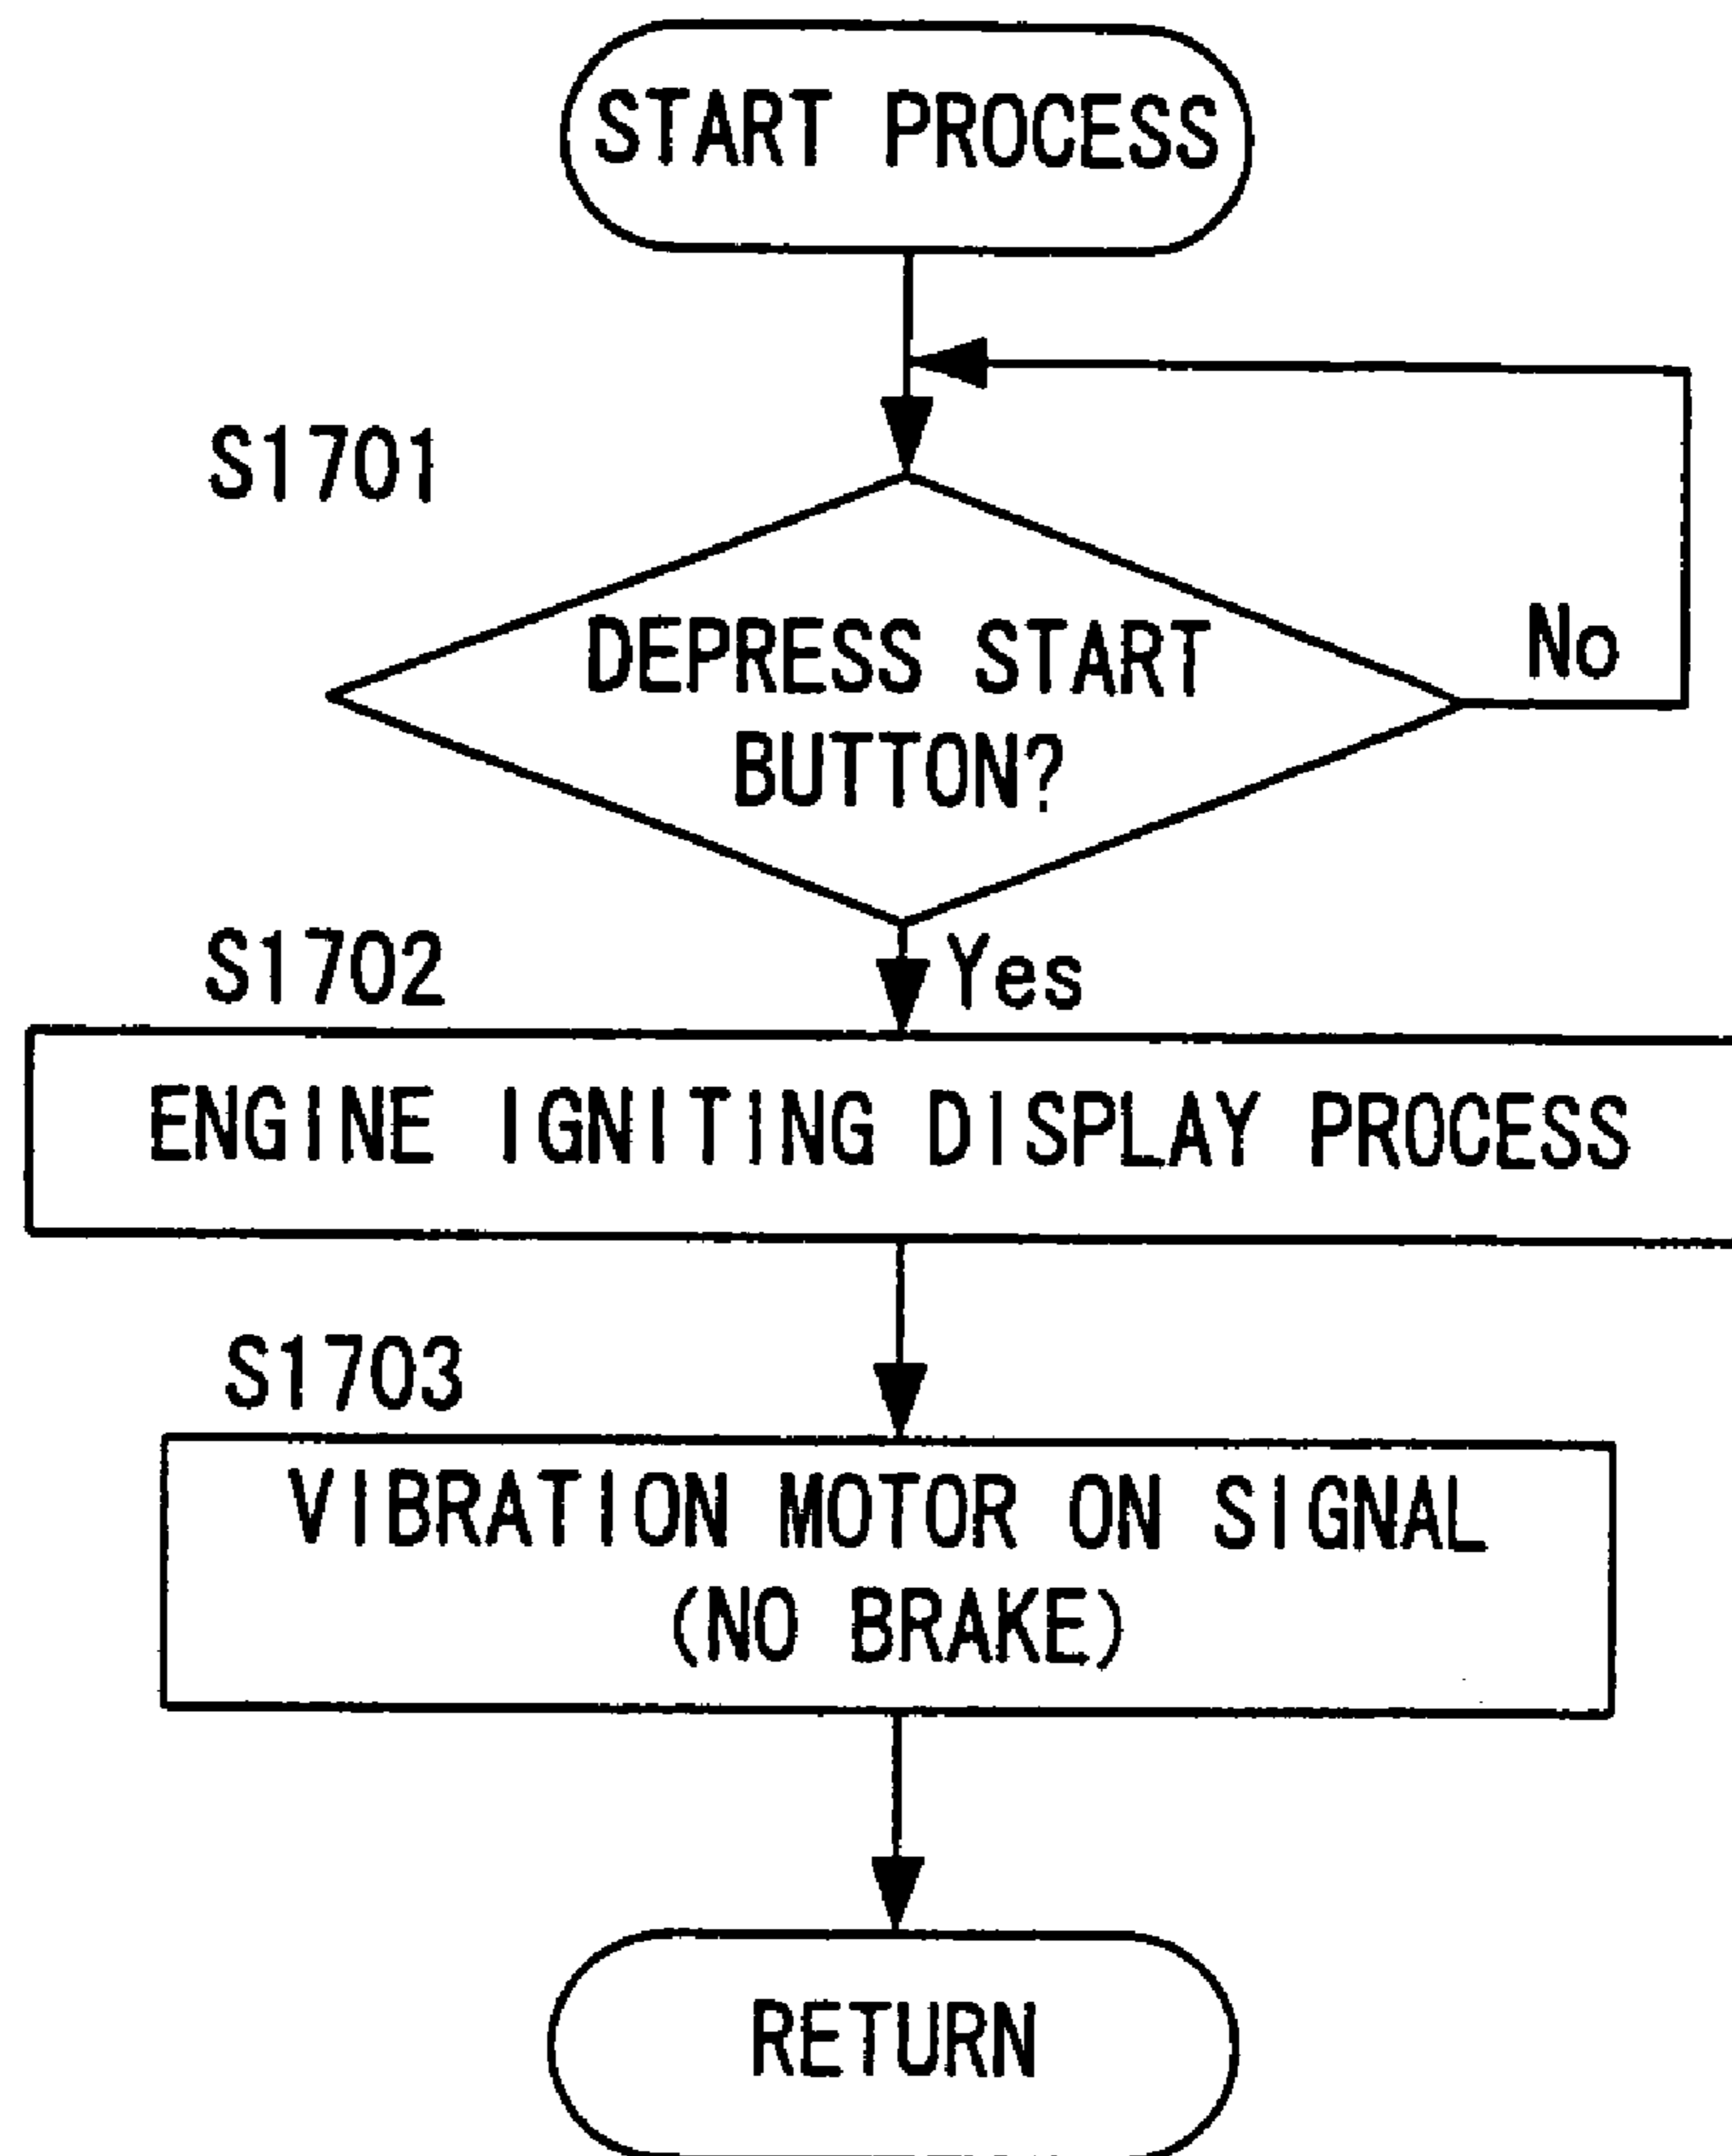 START PROCESS
S1701
DEPRESS START
BUTTON?
No
Yes
S1702
ENGINE IGNITING DISPLAY PROCESS
S1703
VIBRATION MOTOR ON SIGNAL
(NO BRAKE)
RETURN